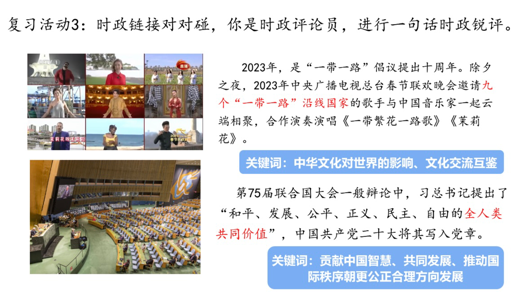 复习活动3：时政链接对对碰，你是时政评论员，进行一句话时政锐评。
2023年，是“一带一路”倡议提出十周年。除夕
之夜，2023年中央广播电视总台春节联欢晚会邀请九
个“一带一路”沿线国家的歌手与中国音乐家一起云
端相聚，合作演奏演唱《一带繁花一路歌》《茉莉
花》。
关键词：中华文化对世界的影响、文化交流互鉴
第75届联合国大会一般辩论中，习总书记提出了
“和平、发展、公平、正义、民主、自由的全人类
共同价值”，中国共产党二十大将其写入党章。
关键词：贡献中国智慧、共同发展、推动国
际秩序朝更公正合理方向发展